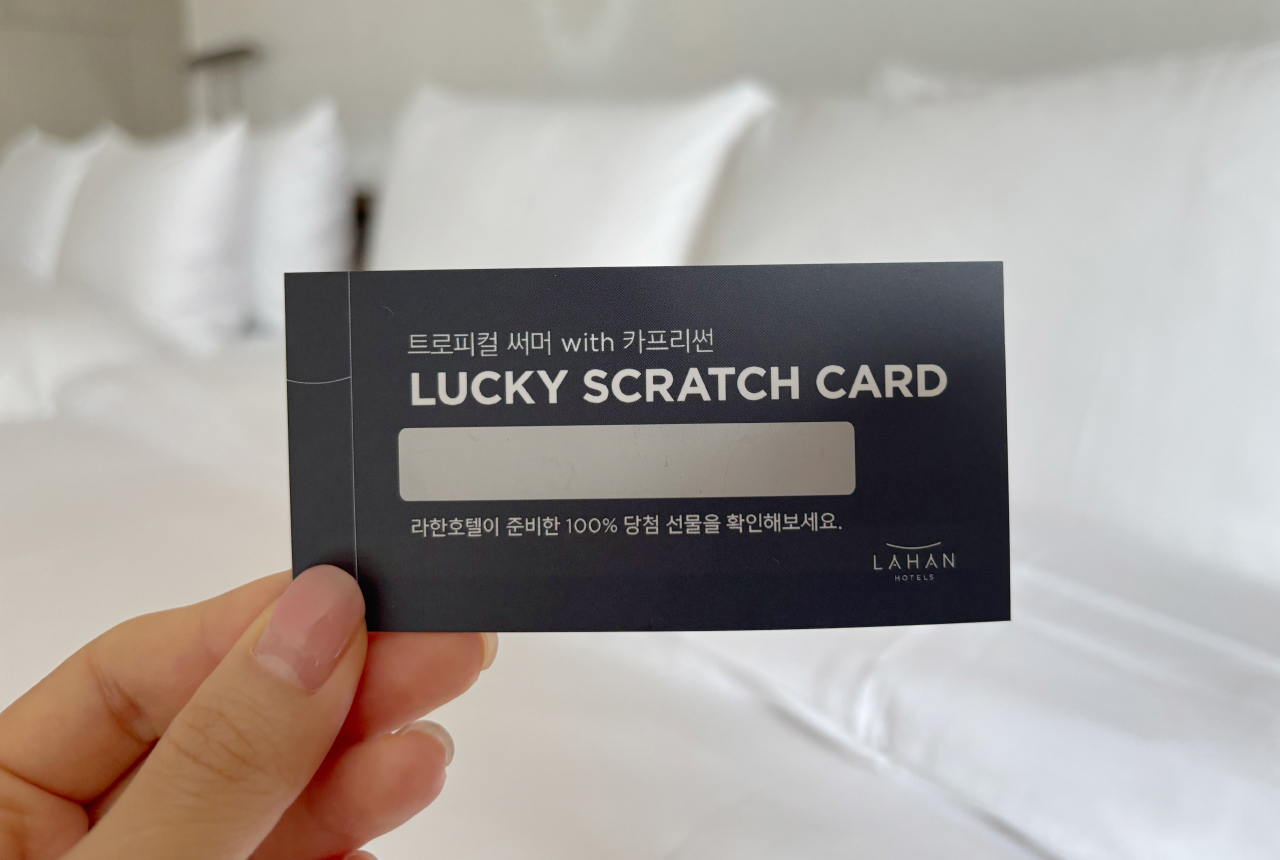 트로피컬 써머 with 카프리썬
LUCKY SCRATCH CARD
라한호텔이 준비한 100% 당첨 선물을 확인해보세요.
LAHAN
HOTELS